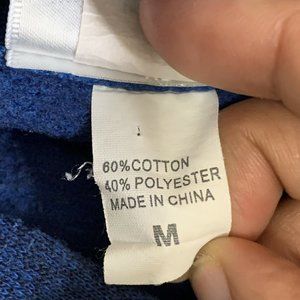 60%COTTON
40% POLYESTER
MADE IN CHINA
M